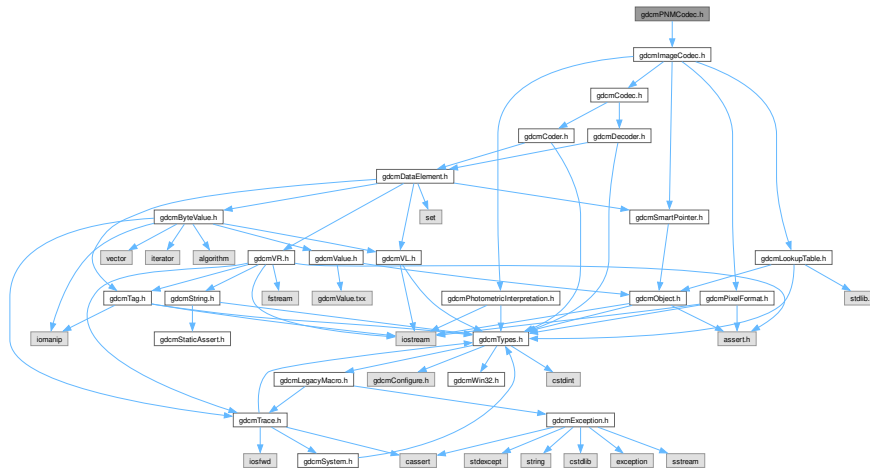 gdcmPNMCodec.h
gdcmImageCodec.h
gdcmCodec.h
gdcmCoder.h
gdcmDecoder.h
gdcmDataElement.h
gdcmByteValue.h
set
gdcmSmartPointer.h
vector
iterator
algorithm
gdcmVR.h
gdcmValue.h
gdcmVL.h
gdcmLookupTable.h
gdcmTag.h
gdcmString.h
fstream
gdcmValue.txx
gdcmPhotometricInterpretation.h
gdcmObject.h
gdcmPixelFormat.h
stdlib.
iomanip
gdcmStaticAssert.h
iostream
gdcmTypes.h
assert.h
gdcmLegacyMacro.h
gdcmConfigure.h
gdcmWin32.h
cstdint
gdcmTrace.h
gdcmException.h
iosfwd
gdcmSystem.h
cassert
stdexcept
string
cstdlib
exception
sstream